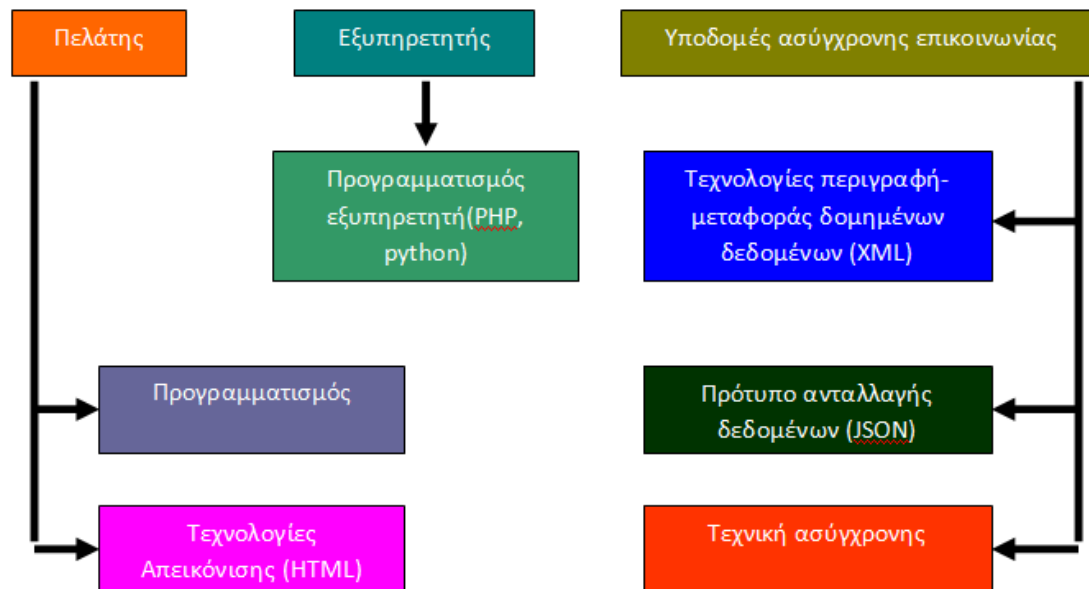 Πελάτης
Εξυπηρετητής
Υποδομές ασύγχρονης επικοινωνίας
Προγραμματισμός
εξυπηρετητή(PHP,
python)
Τεχνολογίες περιγραφή-
μεταφοράς δομημένων
δεδομένων (XML)
Προγραμματισμός
Πρότυπο ανταλλαγής
δεδομένων (JSON)
Τεχνολογίες
Απεικόνισης (HTML)
Τεχνική ασύγχρονης